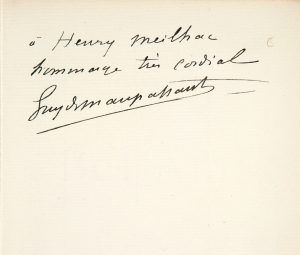 à Henry Meilhac
hommage très cordial
Guy de Maupassant